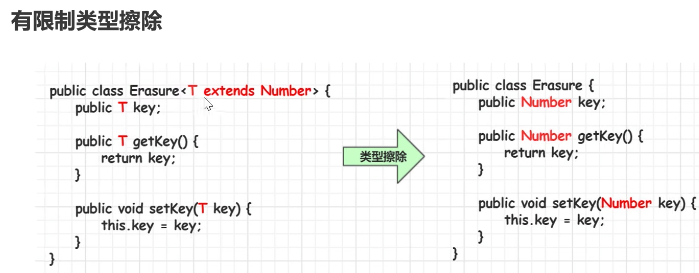 有限制类型擦除
public class Erasure<T extends Number> {
public T key;
public T getKey() {
return key;
}
public void setKey(T key) {
this.key = key;
}
}
类型擦除
public class Erasure {
public Number key;
public Number getKey() {
return key;
}
public void setKey(Number key) {
this.key = key;
}
}